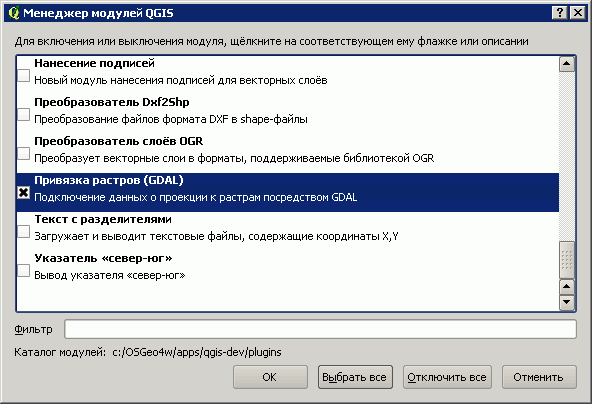 Менеджер модулей QGIS
Для включения или выключения модуля, щёлкните на соответствующем ему флажке или описании
Нанесение подписей
Новый модуль нанесения подписей для векторных слоёв
Преобразователь Dxf2Shp
Преобразование файлов формата DXF в shape-файлы
Преобразователь слоёв OGR
Преобразует векторные слои в форматы, поддерживаемые библиотекой OGR
Привязка растров (GDAL)
Подключение данных о проекции к растрам посредством GDAL
Текст с разделителями
Загружает и выводит текстовые файлы, содержащие координаты X,Y
Указатель «север-юг»
Вывод указателя «север-юг»
Фильтр
Каталог модулей: c:/OSGeo4w/apps/qgis-dev/plugins
OK Выбрать все Отключить все Отменить